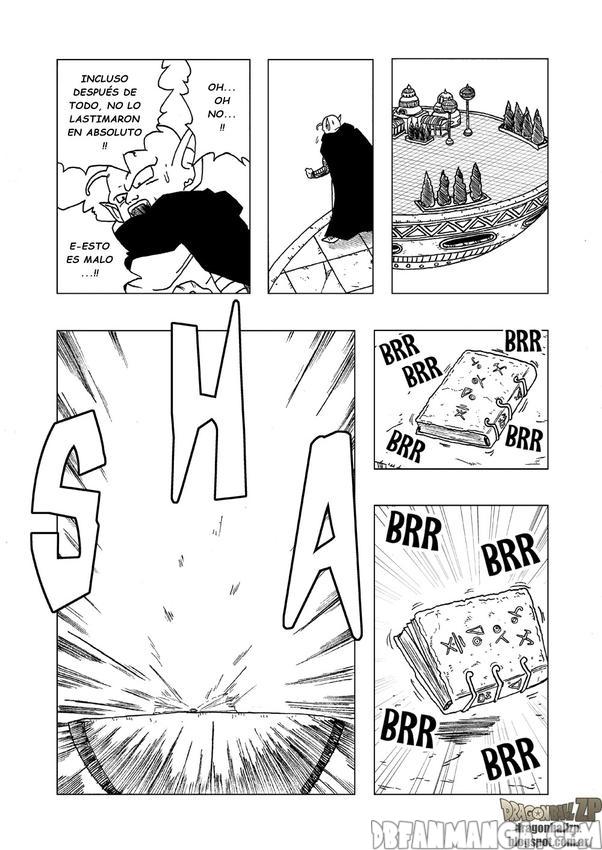 INCLUSO
DESPUÉS DE
TODO, NO LO
LASTIMARON
EN ABSOLUTO
!!
OH...
OH
NO...
!!
E-ESTO
ES MALO
...!!
SHA
BRR
BRR
BRR
BRR
BRR
BRR
BRR
BRR
BRR
DRAGONBALL ZP
dragonballzp.
blogspot.com.ar/
DBFANMANGA.COM